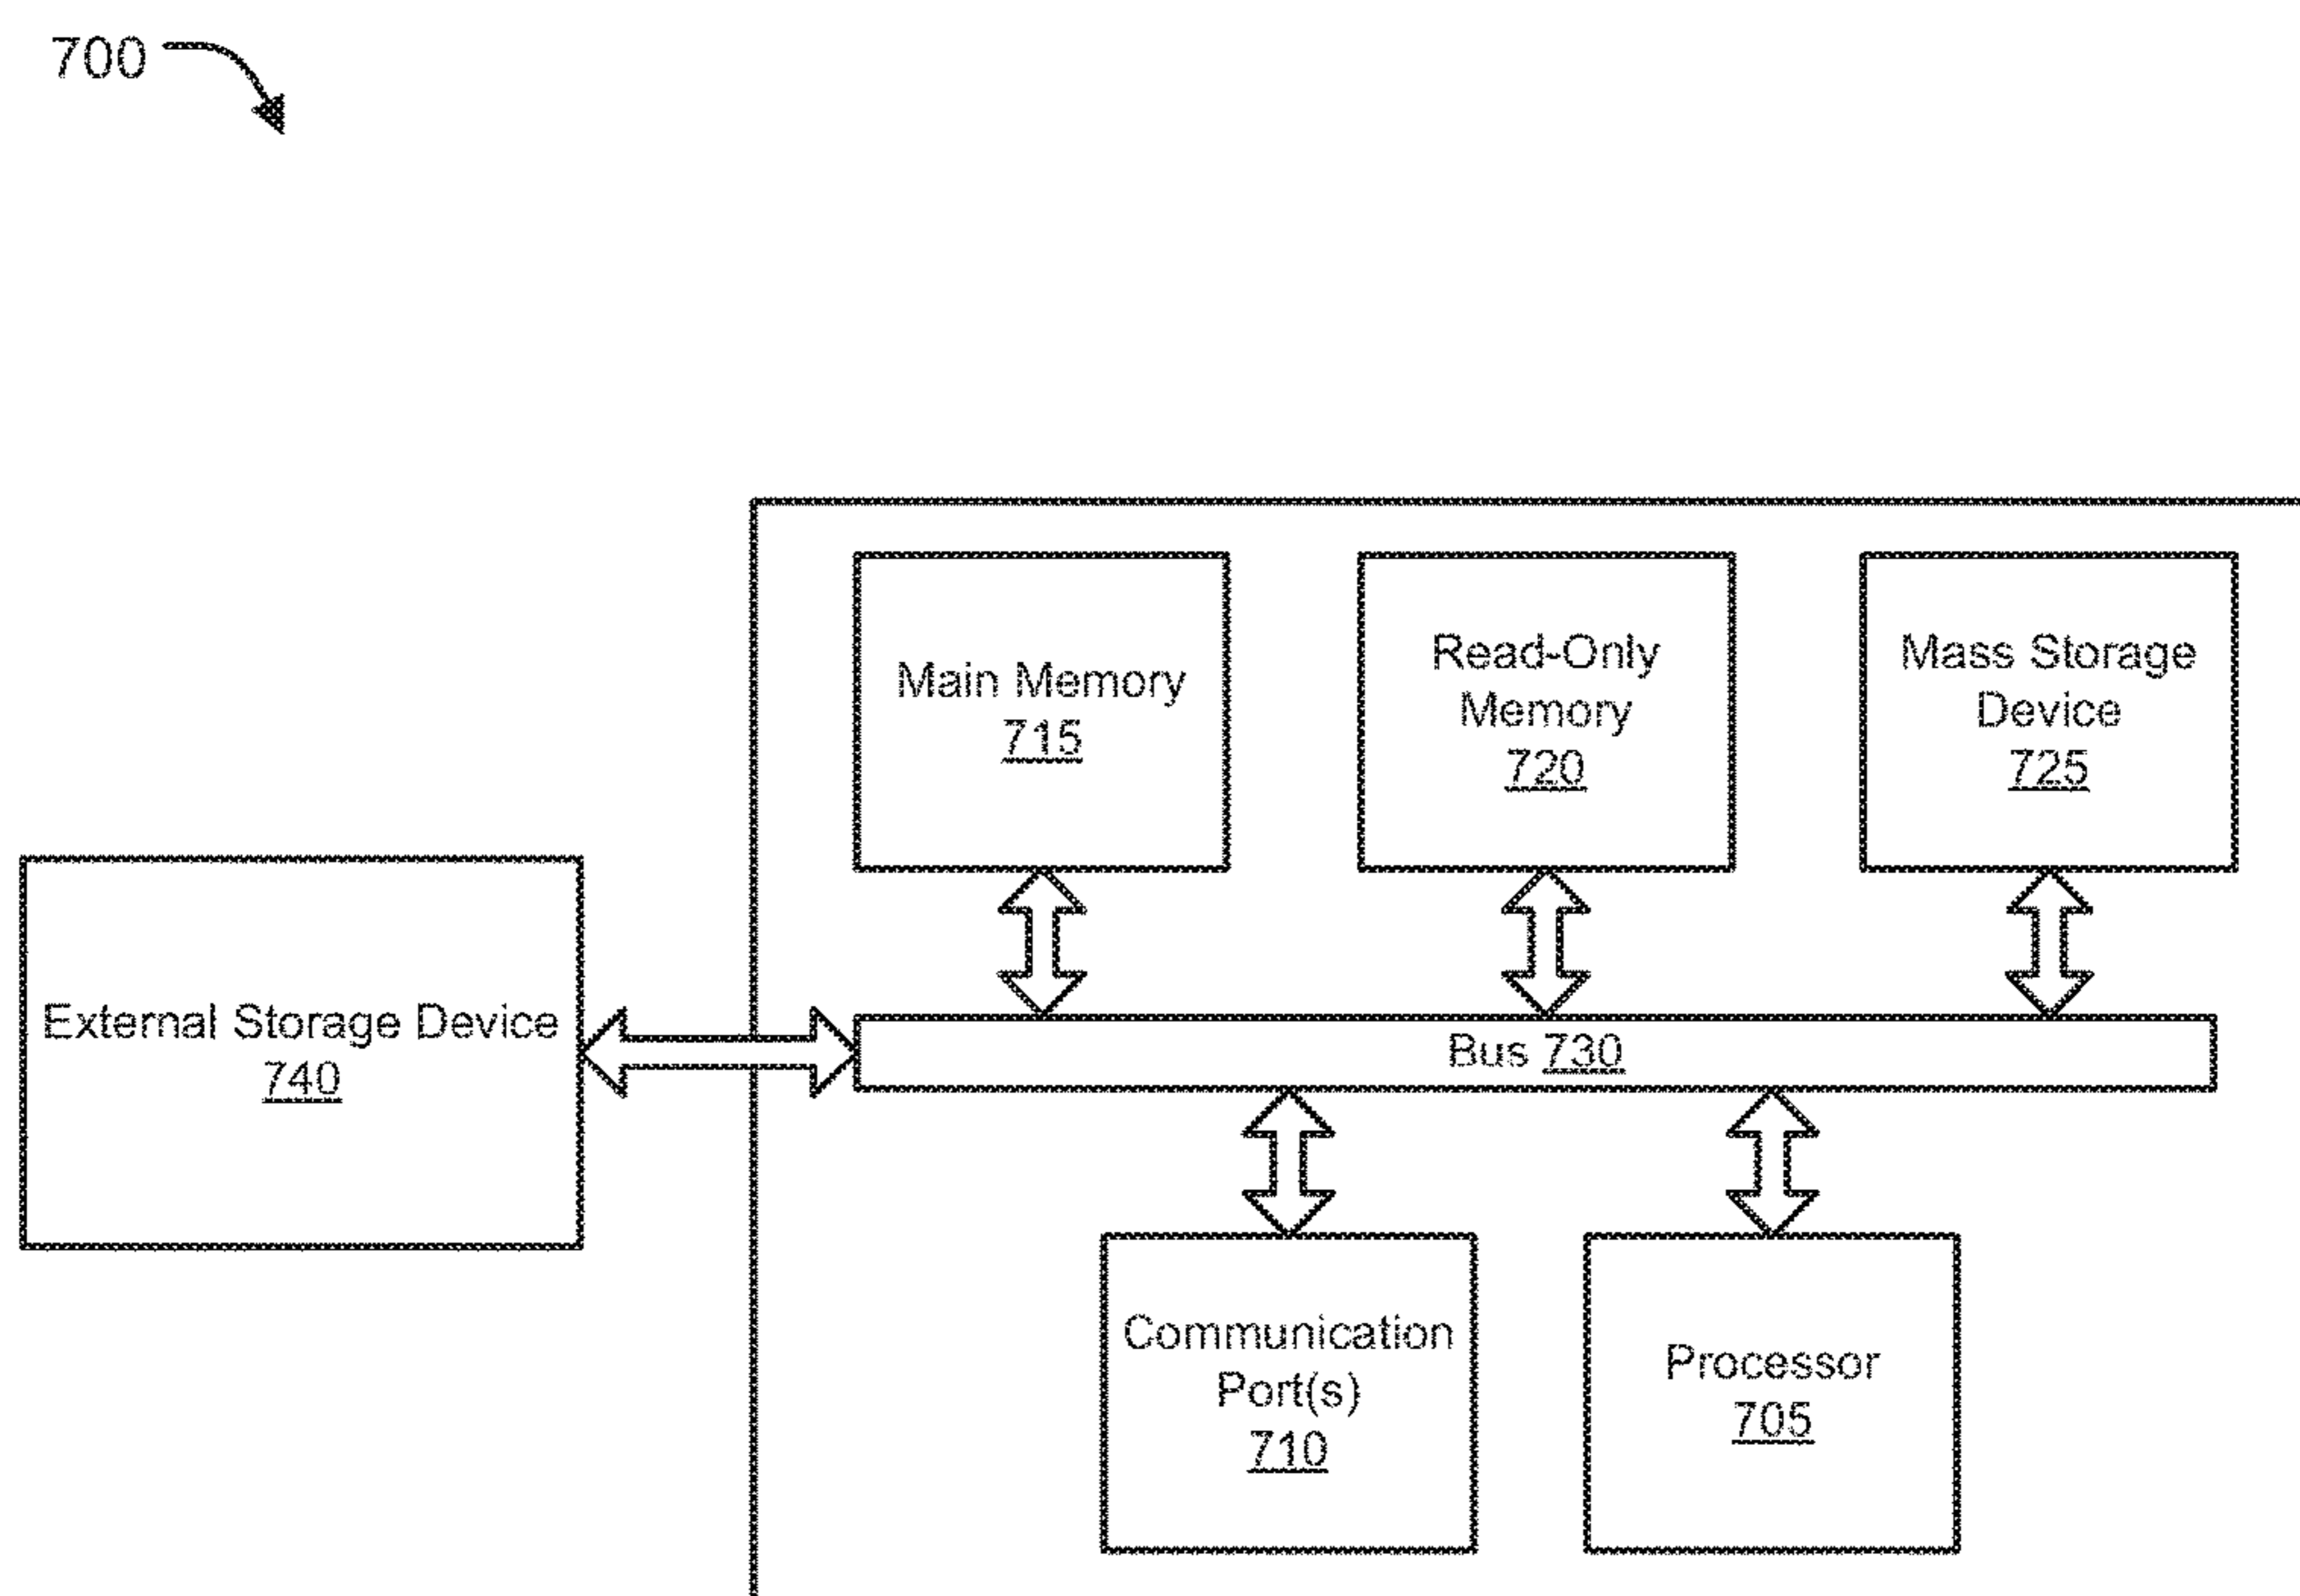 700
Main Memory
715
Read-Only
Memory
720
Mass Storage
Device
725
External Storage Device
740
Bus 730
Communication
Port(s)
710
Processor
705